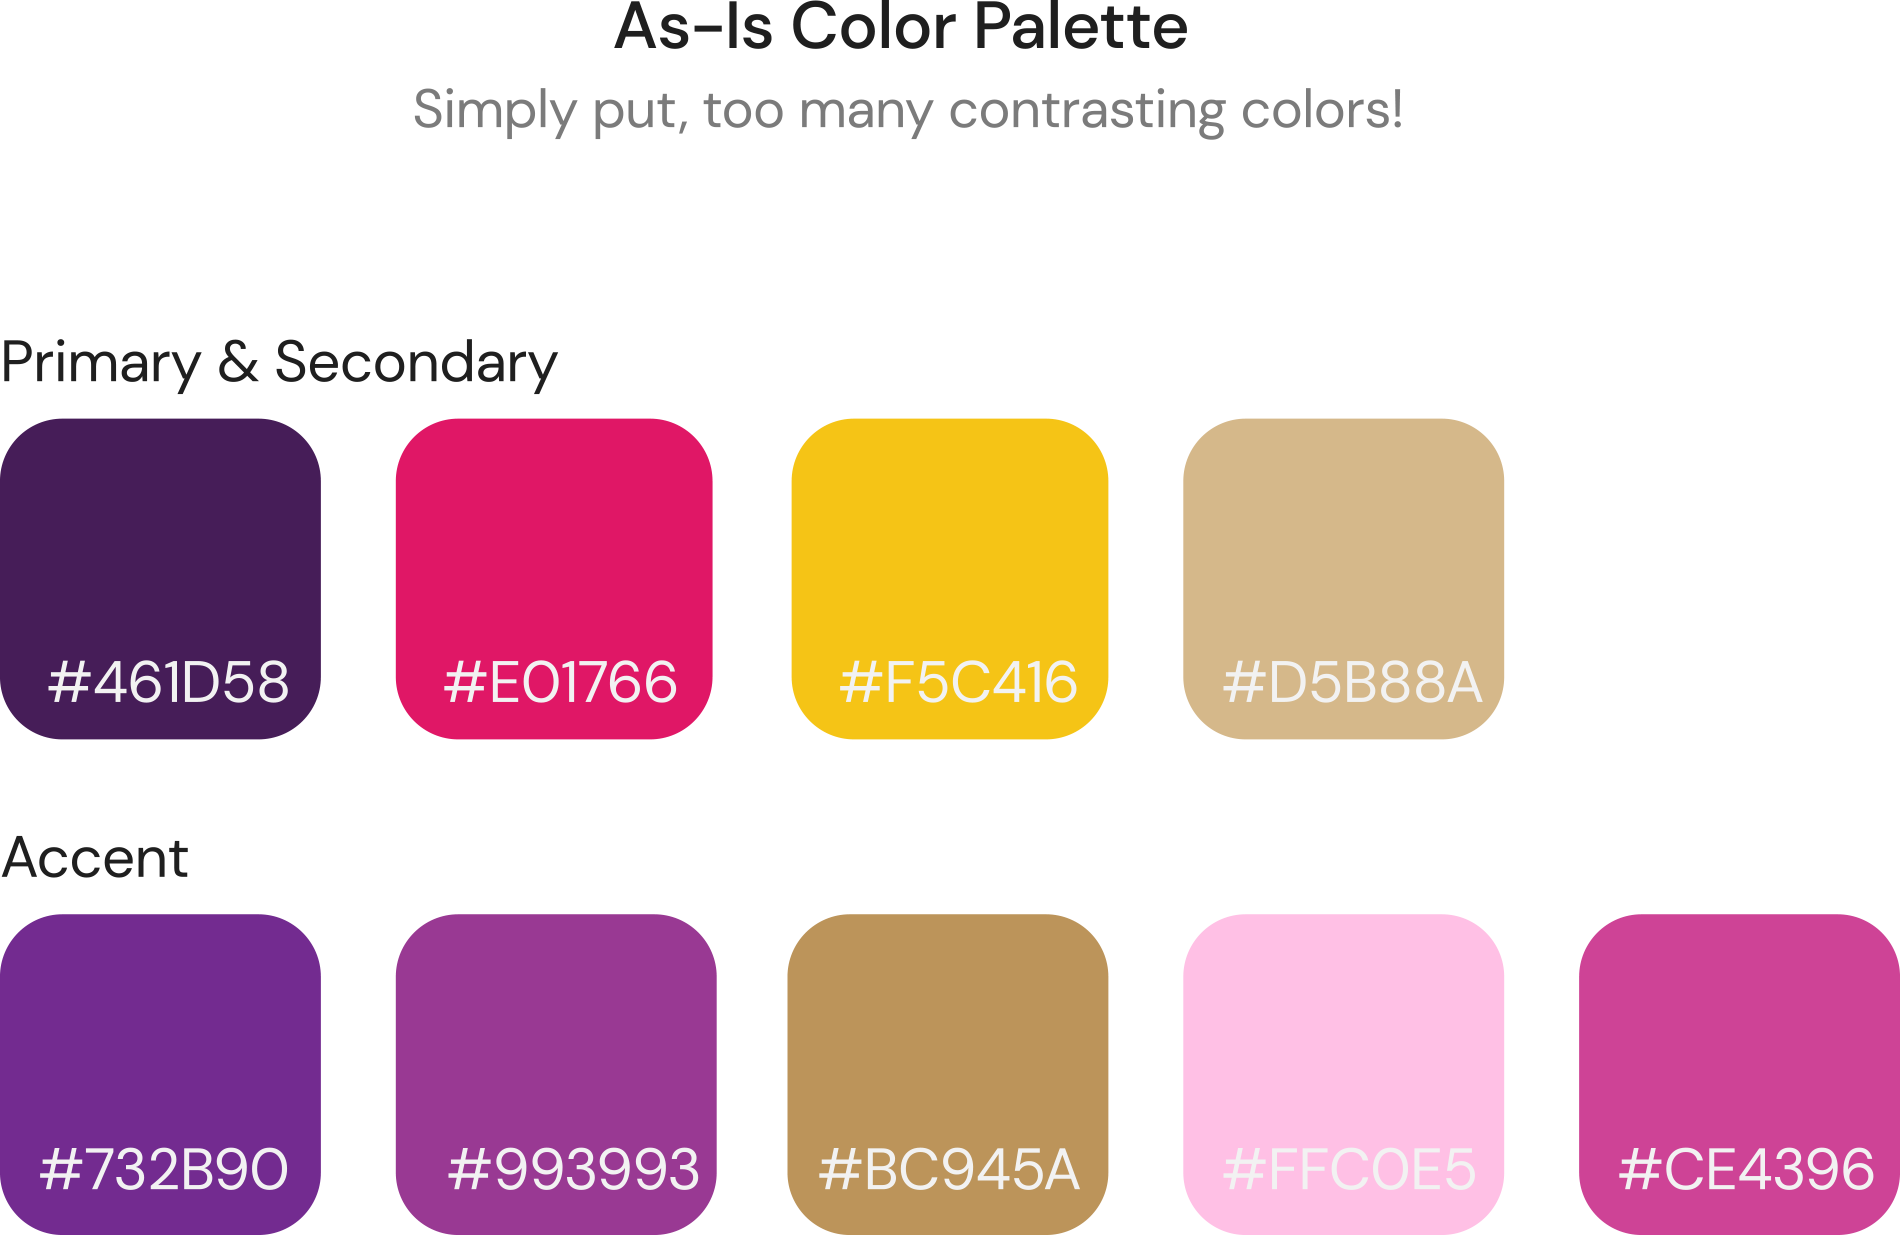 As-Is Color Palette
Simply put, too many contrasting colors!
Primary & Secondary
#461D58 #E01766 #F5C416 #D5B88A
Accent
#732B90 #993993 #BC945A #FFC0E5 #CE4396